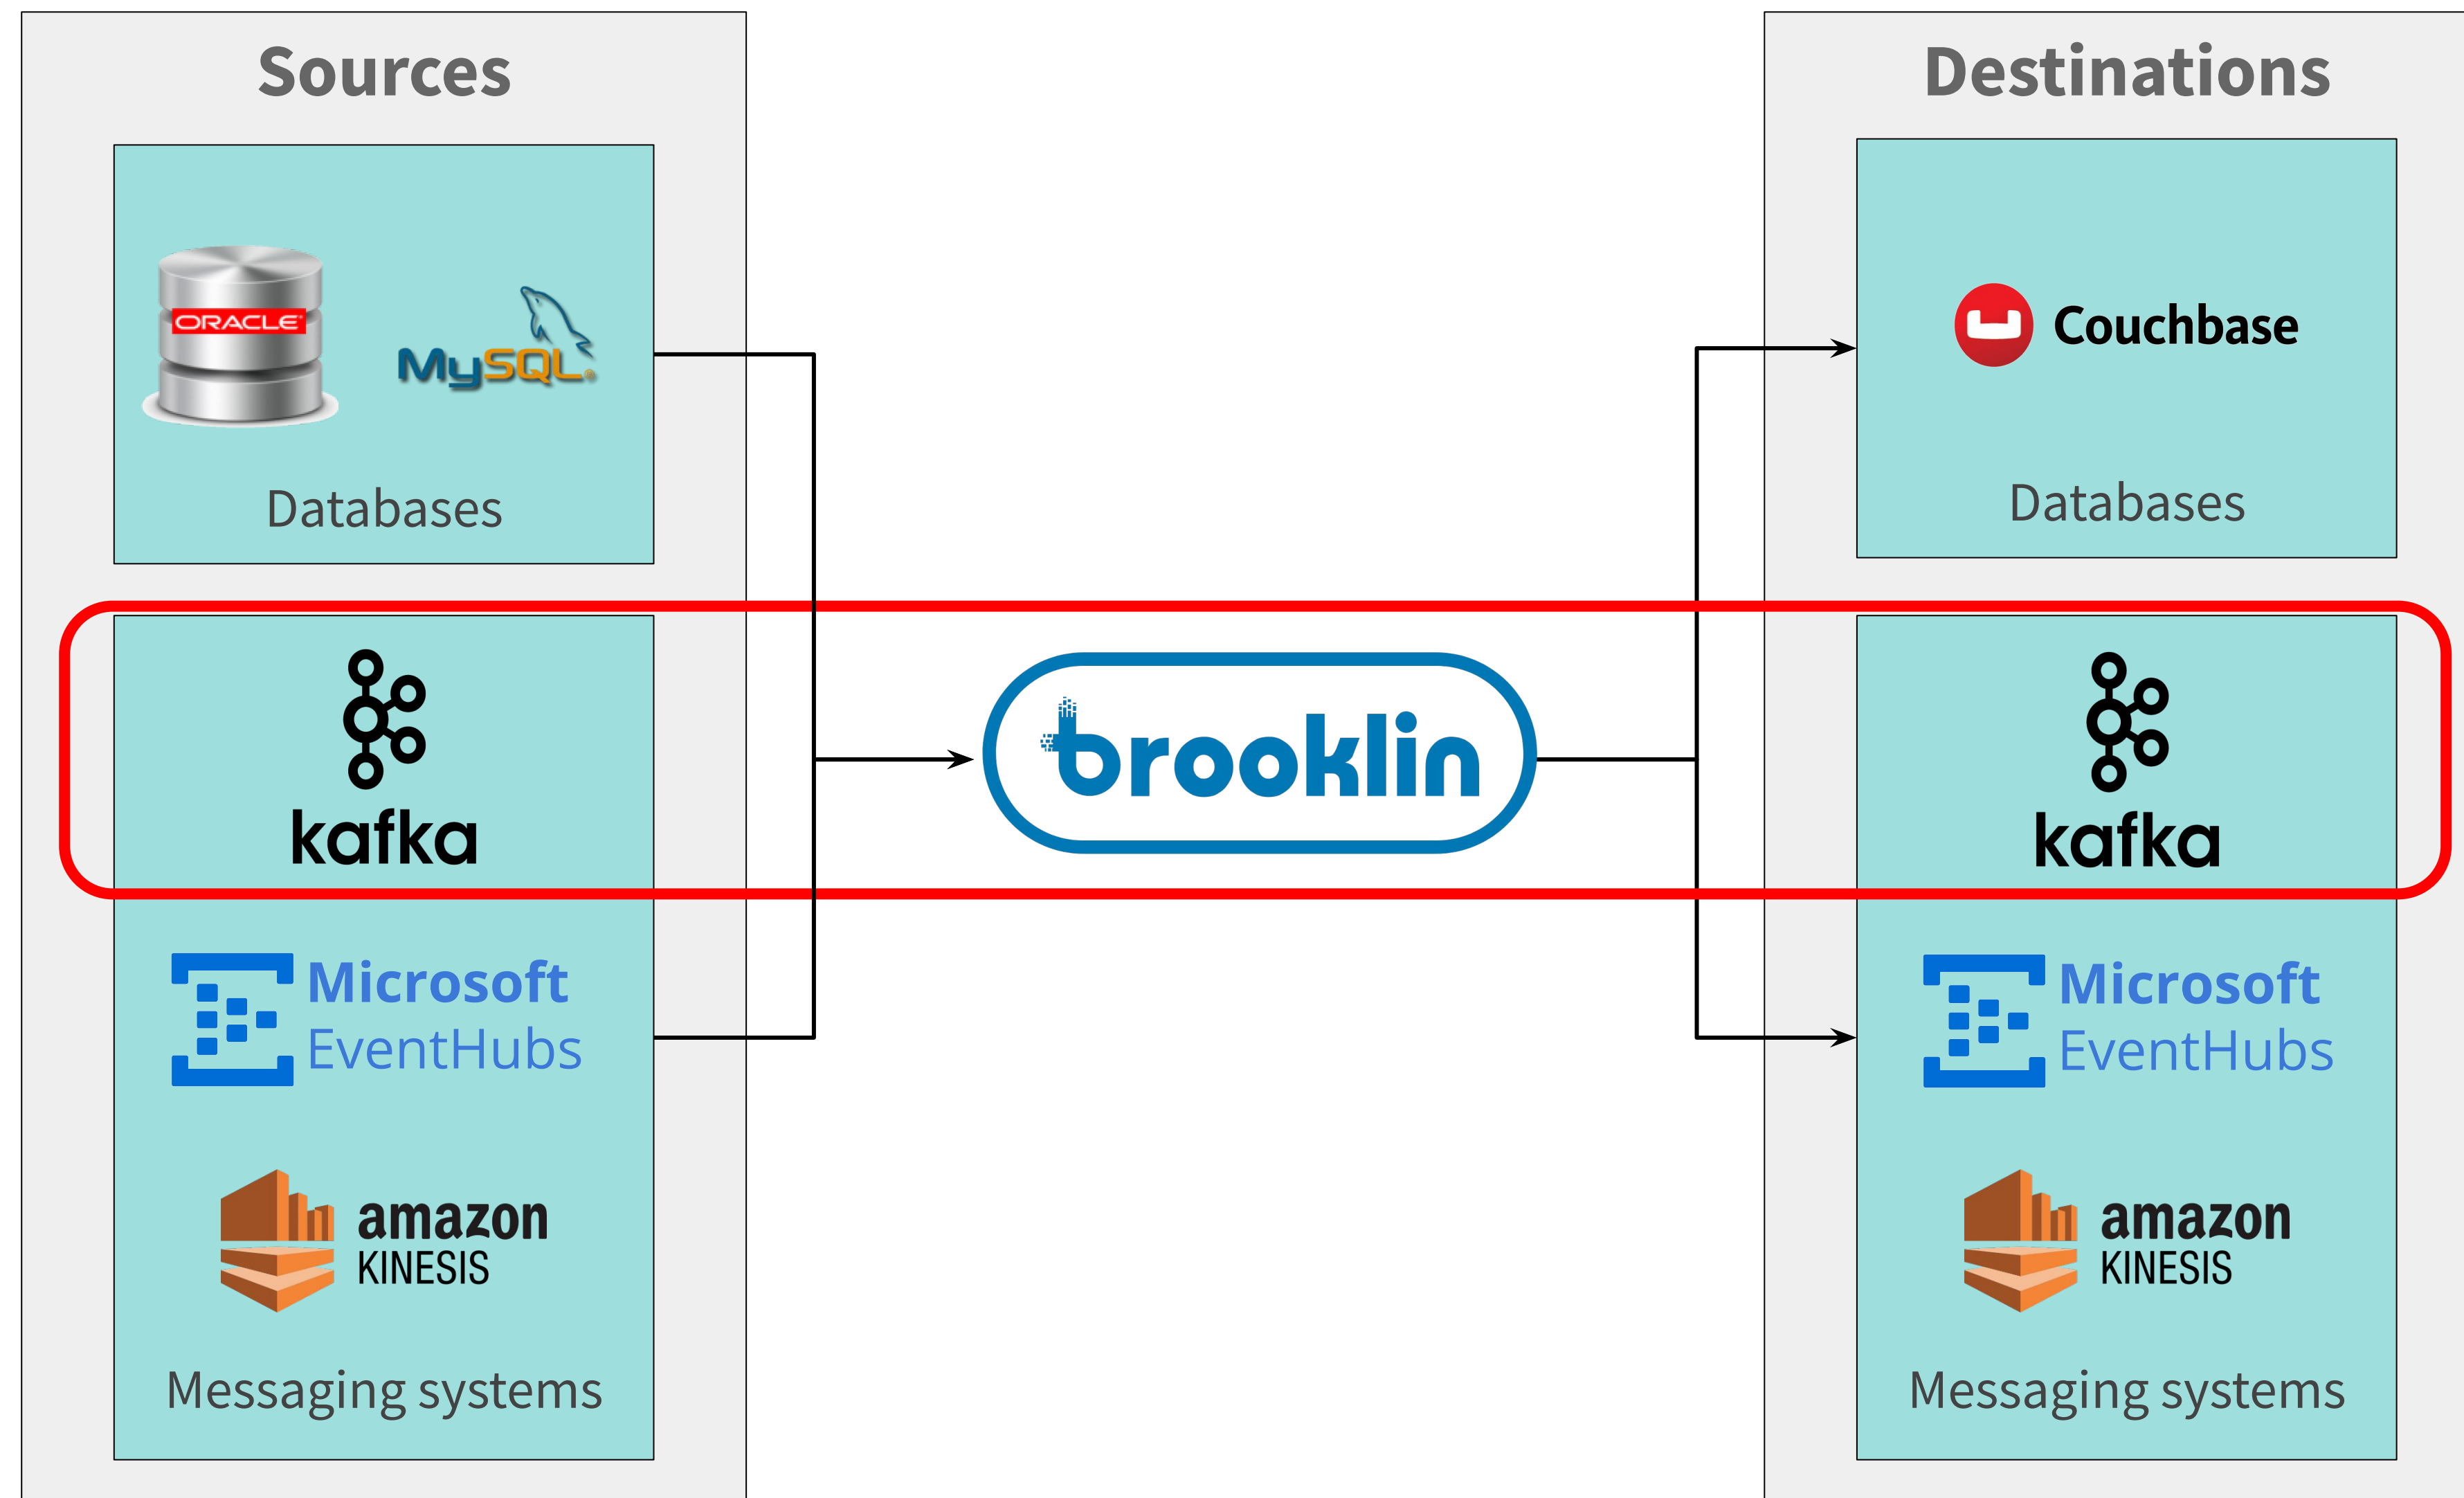 Sources
ORACLE
MySQL
Databases
kafka
Microsoft
EventHubs
amazon
KINESIS
Messaging systems
brooklin
Destinations
Couchbase
Databases
kafka
Microsoft
EventHubs
amazon
KINESIS
Messaging systems